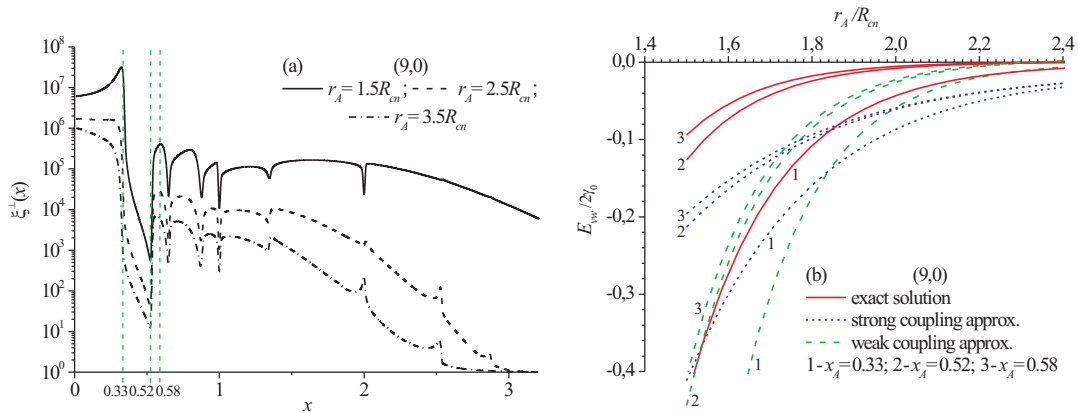 (a) (9,0)
r_A=1.5R_cn; r_A=2.5R_cn;
r_A=3.5R_cn
ξ^⊥(x)
10^8
10^7
10^6
10^5
10^4
10^3
10^2
10^1
10^0
0 0.33 0.52 0.58 1 2 3
x
r_A/R_cn
1,4 1,6 1,8 2,0 2,2 2,4
E_vw/2γ_0
0,0
-0,1
-0,2
-0,3
-0,4
3
2
3
2
1
1
3
2
1
(b) (9,0)
exact solution
strong coupling approx.
weak coupling approx.
1-x_A=0.33; 2-x_A=0.52; 3-x_A=0.58